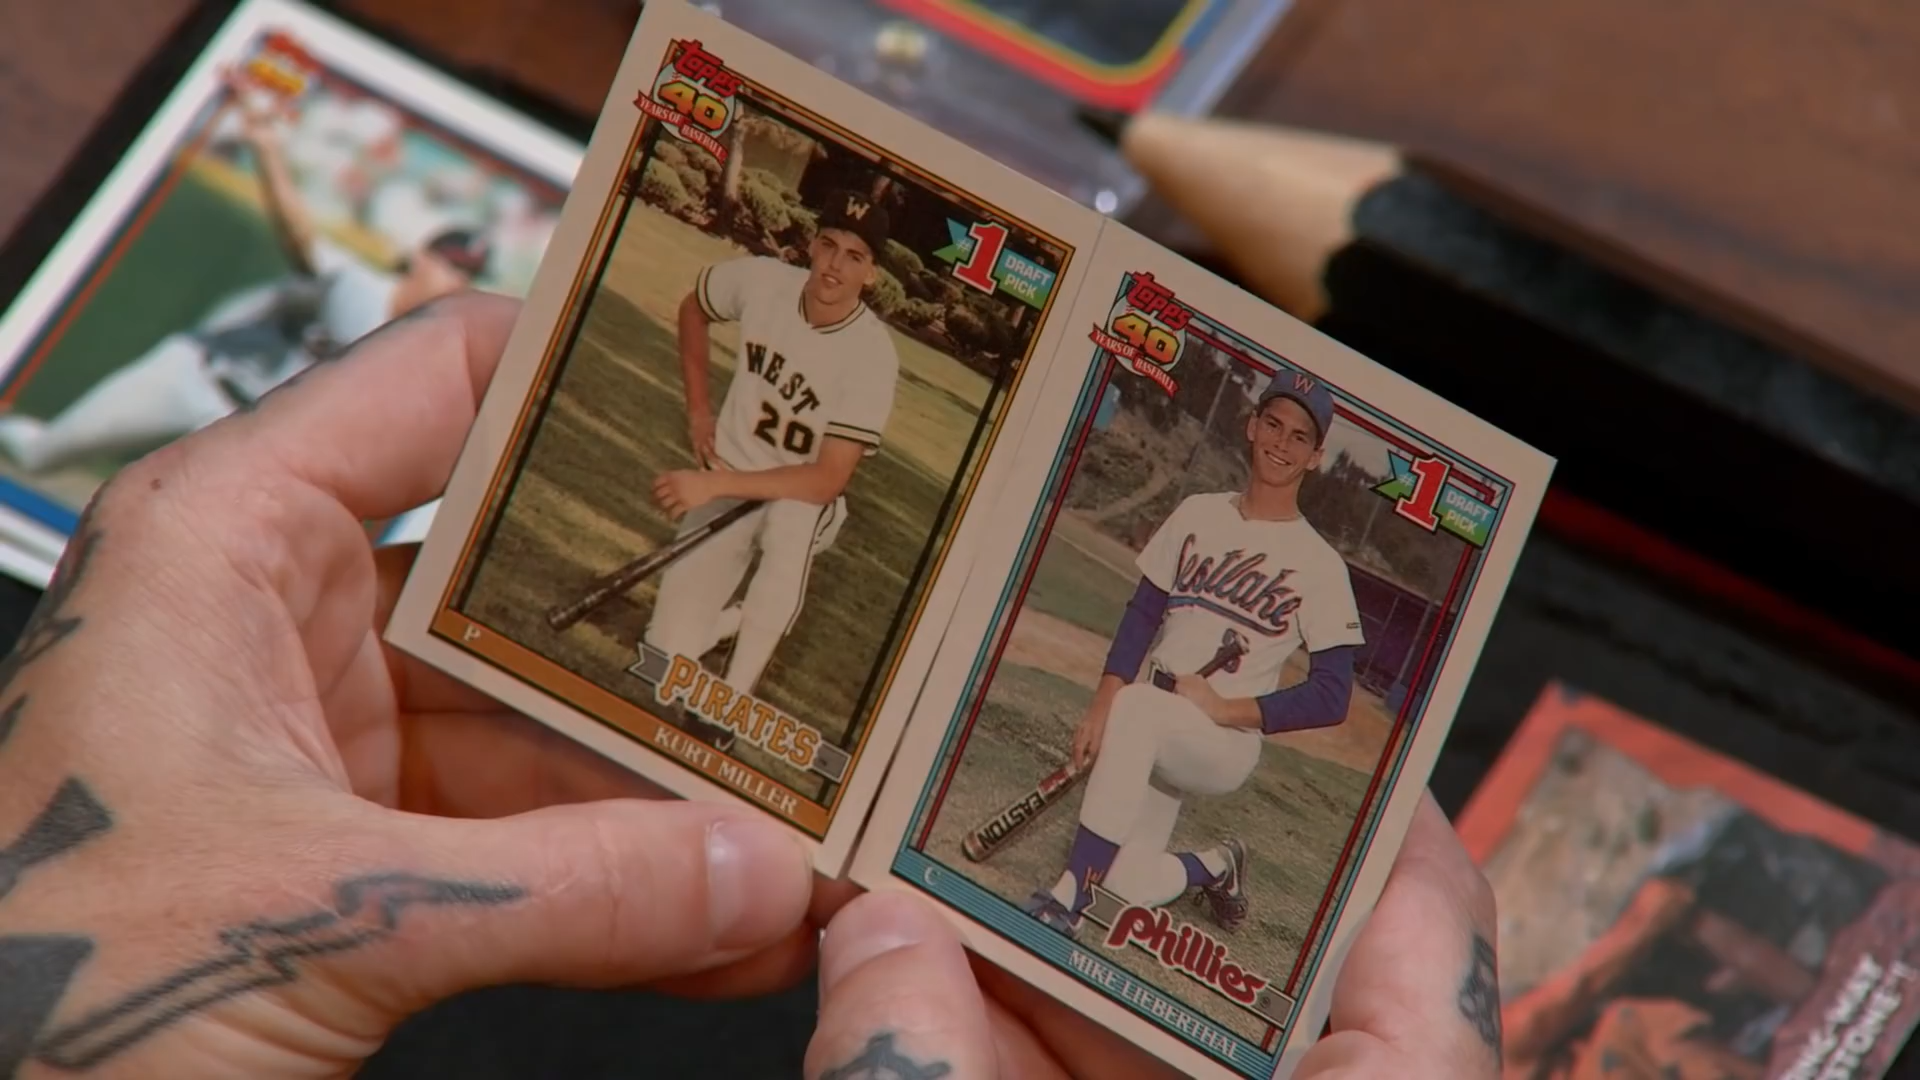 topps
40
YEARS OF BASEBALL
#1
DRAFT
PICK
W
WEST
20
P
PIRATES
KURT MILLER
topps
40
YEARS OF BASEBALL
W
#1
DRAFT
PICK
Westlake
EASTON
C
Phillies
MIKE LIEBERTHAL